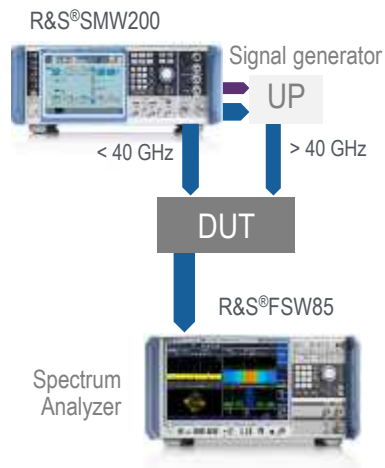 R&S®SMW200
Signal generator
UP
< 40 GHz
> 40 GHz
DUT
R&S®FSW85
Spectrum
Analyzer